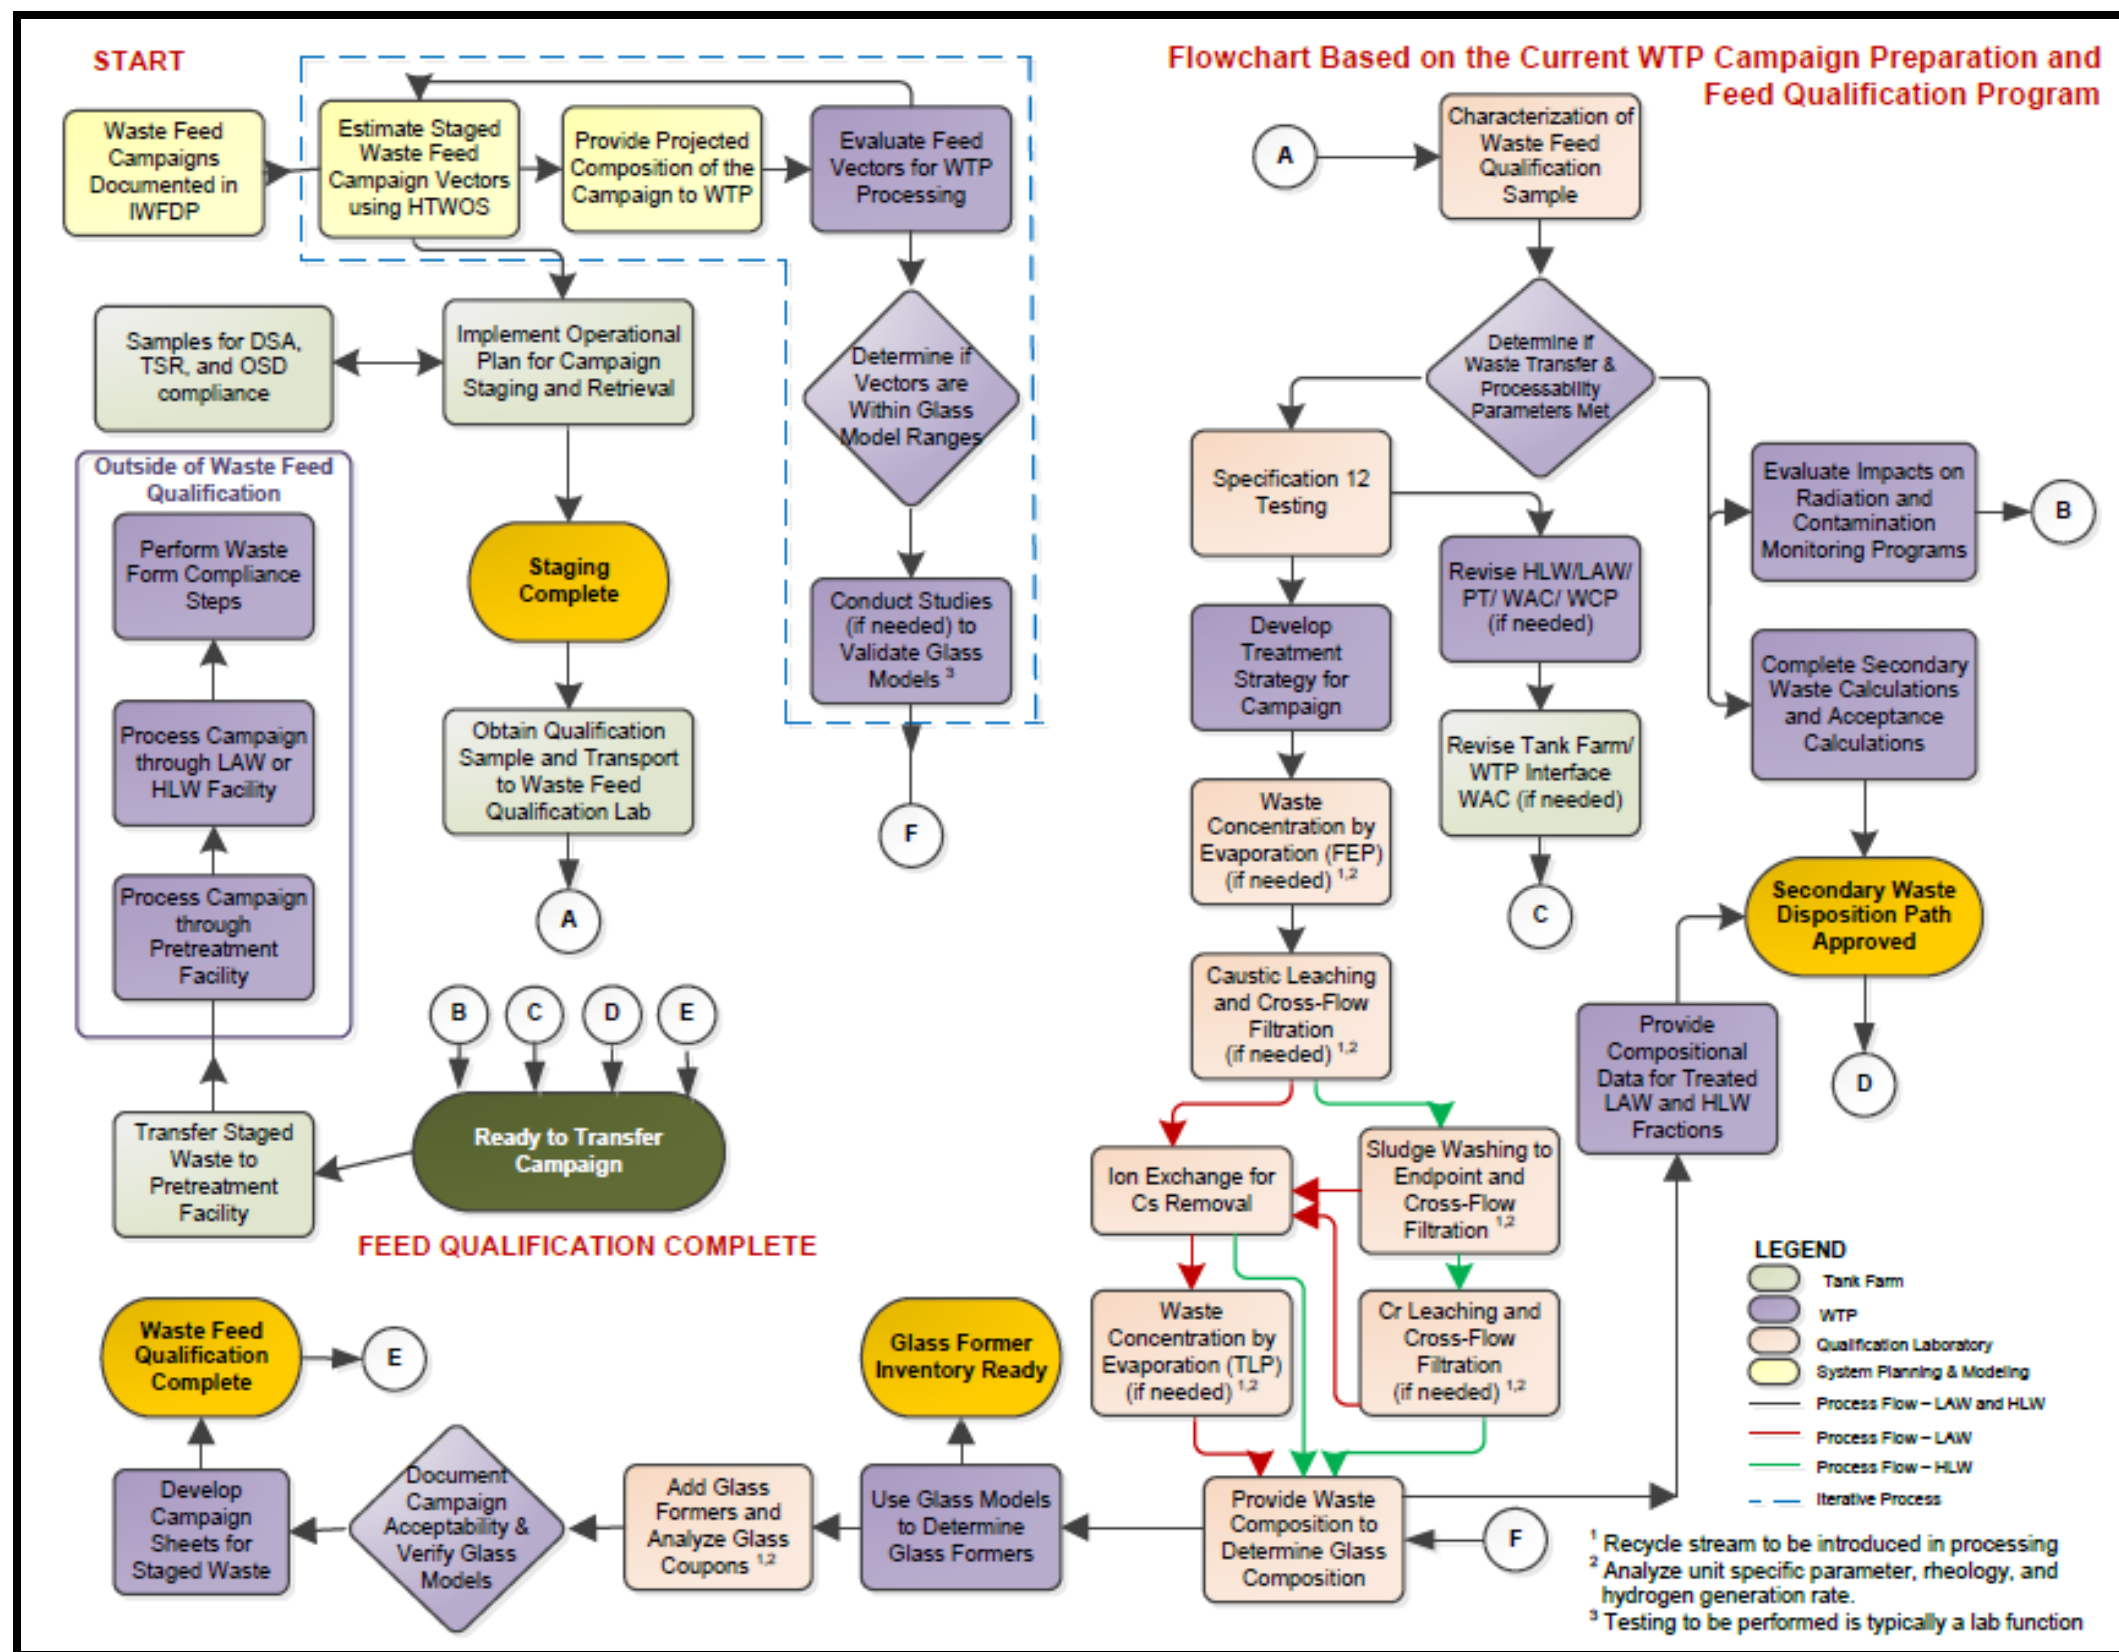 START
Flowchart Based on the Current WTP Campaign Preparation and
Feed Qualification Program
Waste Feed
Campaigns
Documented in
IWFDP
Estimate Staged
Waste Feed
Campaign Vectors
using HTWOS
Provide Projected
Composition of the
Campaign to WTP
Evaluate Feed
Vectors for WTP
Processing
Samples for DSA,
TSR, and OSD
compliance
Implement Operational
Plan for Campaign
Staging and Retrieval
Determine if
Vectors are
Within Glass
Model Ranges
Outside of Waste Feed
Qualification
Perform Waste
Form Compliance
Steps
Process Campaign
through LAW or
HLW Facility
Process Campaign
through
Pretreatment
Facility
Staging
Complete
Conduct Studies
(if needed) to
Validate Glass
Models 3
Obtain Qualification
Sample and Transport
to Waste Feed
Qualification Lab
F
A
B
C
D
E
Ready to Transfer
Campaign
Transfer Staged
Waste to
Pretreatment
Facility
FEED QUALIFICATION COMPLETE
A
Characterization of
Waste Feed
Qualification
Sample
Determine If
Waste Transfer &
Processability
Parameters Met
Specification 12
Testing
Evaluate Impacts on
Radiation and
Contamination
Monitoring Programs
B
Revise HLW/LAW/
PT/ WAC/ WCP
(if needed)
Develop
Treatment
Strategy for
Campaign
Complete Secondary
Waste Calculations
and Acceptance
Calculations
Revise Tank Farm/
WTP Interface
WAC (if needed)
Waste
Concentration by
Evaporation (FEP)
(if needed) 1,2
C
Secondary Waste
Disposition Path
Approved
Caustic Leaching
and Cross-Flow
Filtration
(if needed) 1,2
Provide
Compositional
Data for Treated
LAW and HLW
Fractions
D
Ion Exchange for
Cs Removal
Sludge Washing to
Endpoint and
Cross-Flow
Filtration 1,2
Waste
Concentration by
Evaporation (TLP)
(if needed) 1,2
Cr Leaching and
Cross-Flow
Filtration
(if needed) 1,2
Waste Feed
Qualification
Complete
E
Glass Former
Inventory Ready
Develop
Campaign
Sheets for
Staged Waste
Document
Campaign
Acceptability &
Verify Glass
Models
Add Glass
Formers and
Analyze Glass
Coupons 1,2
Use Glass Models
to Determine
Glass Formers
Provide Waste
Composition to
Determine Glass
Composition
F
LEGEND
Tank Farm
WTP
Qualification Laboratory
System Planning & Modeling
Process Flow – LAW and HLW
Process Flow – LAW
Process Flow – HLW
Iterative Process
1 Recycle stream to be introduced in processing
2 Analyze unit specific parameter, rheology, and
hydrogen generation rate.
3 Testing to be performed is typically a lab function